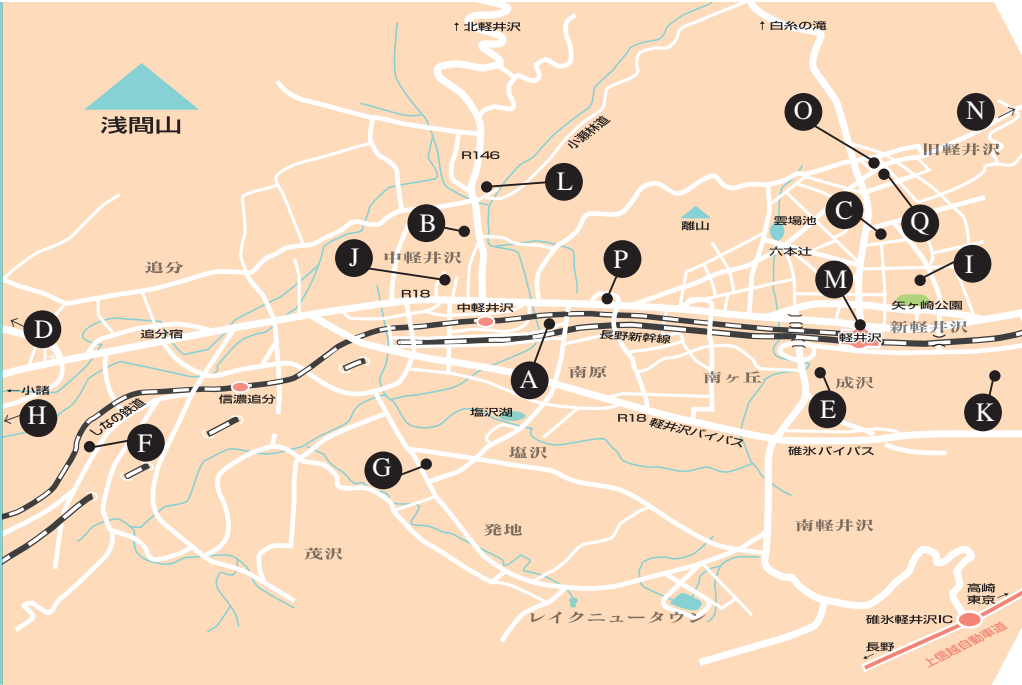 ↑北軽井沢
↑白糸の滝
浅間山
O
N
小瀬林道
旧軽井沢
R146
L
離山
雲場池
C
Q
B
六本辻
中軽井沢
J
P
M
I
追分
R18
矢ヶ崎公園
D
追分宿
中軽井沢
長野新幹線
新軽井沢
軽井沢
←小諸
信濃追分
A
南原
南ヶ丘
E
成沢
K
H
しなの鉄道
塩沢湖
R18 軽井沢バイパス
F
G
塩沢
碓氷バイパス
発地
南軽井沢
茂沢
レイクニュータウン
高崎
東京
碓氷軽井沢IC
長野
上信越自動車道